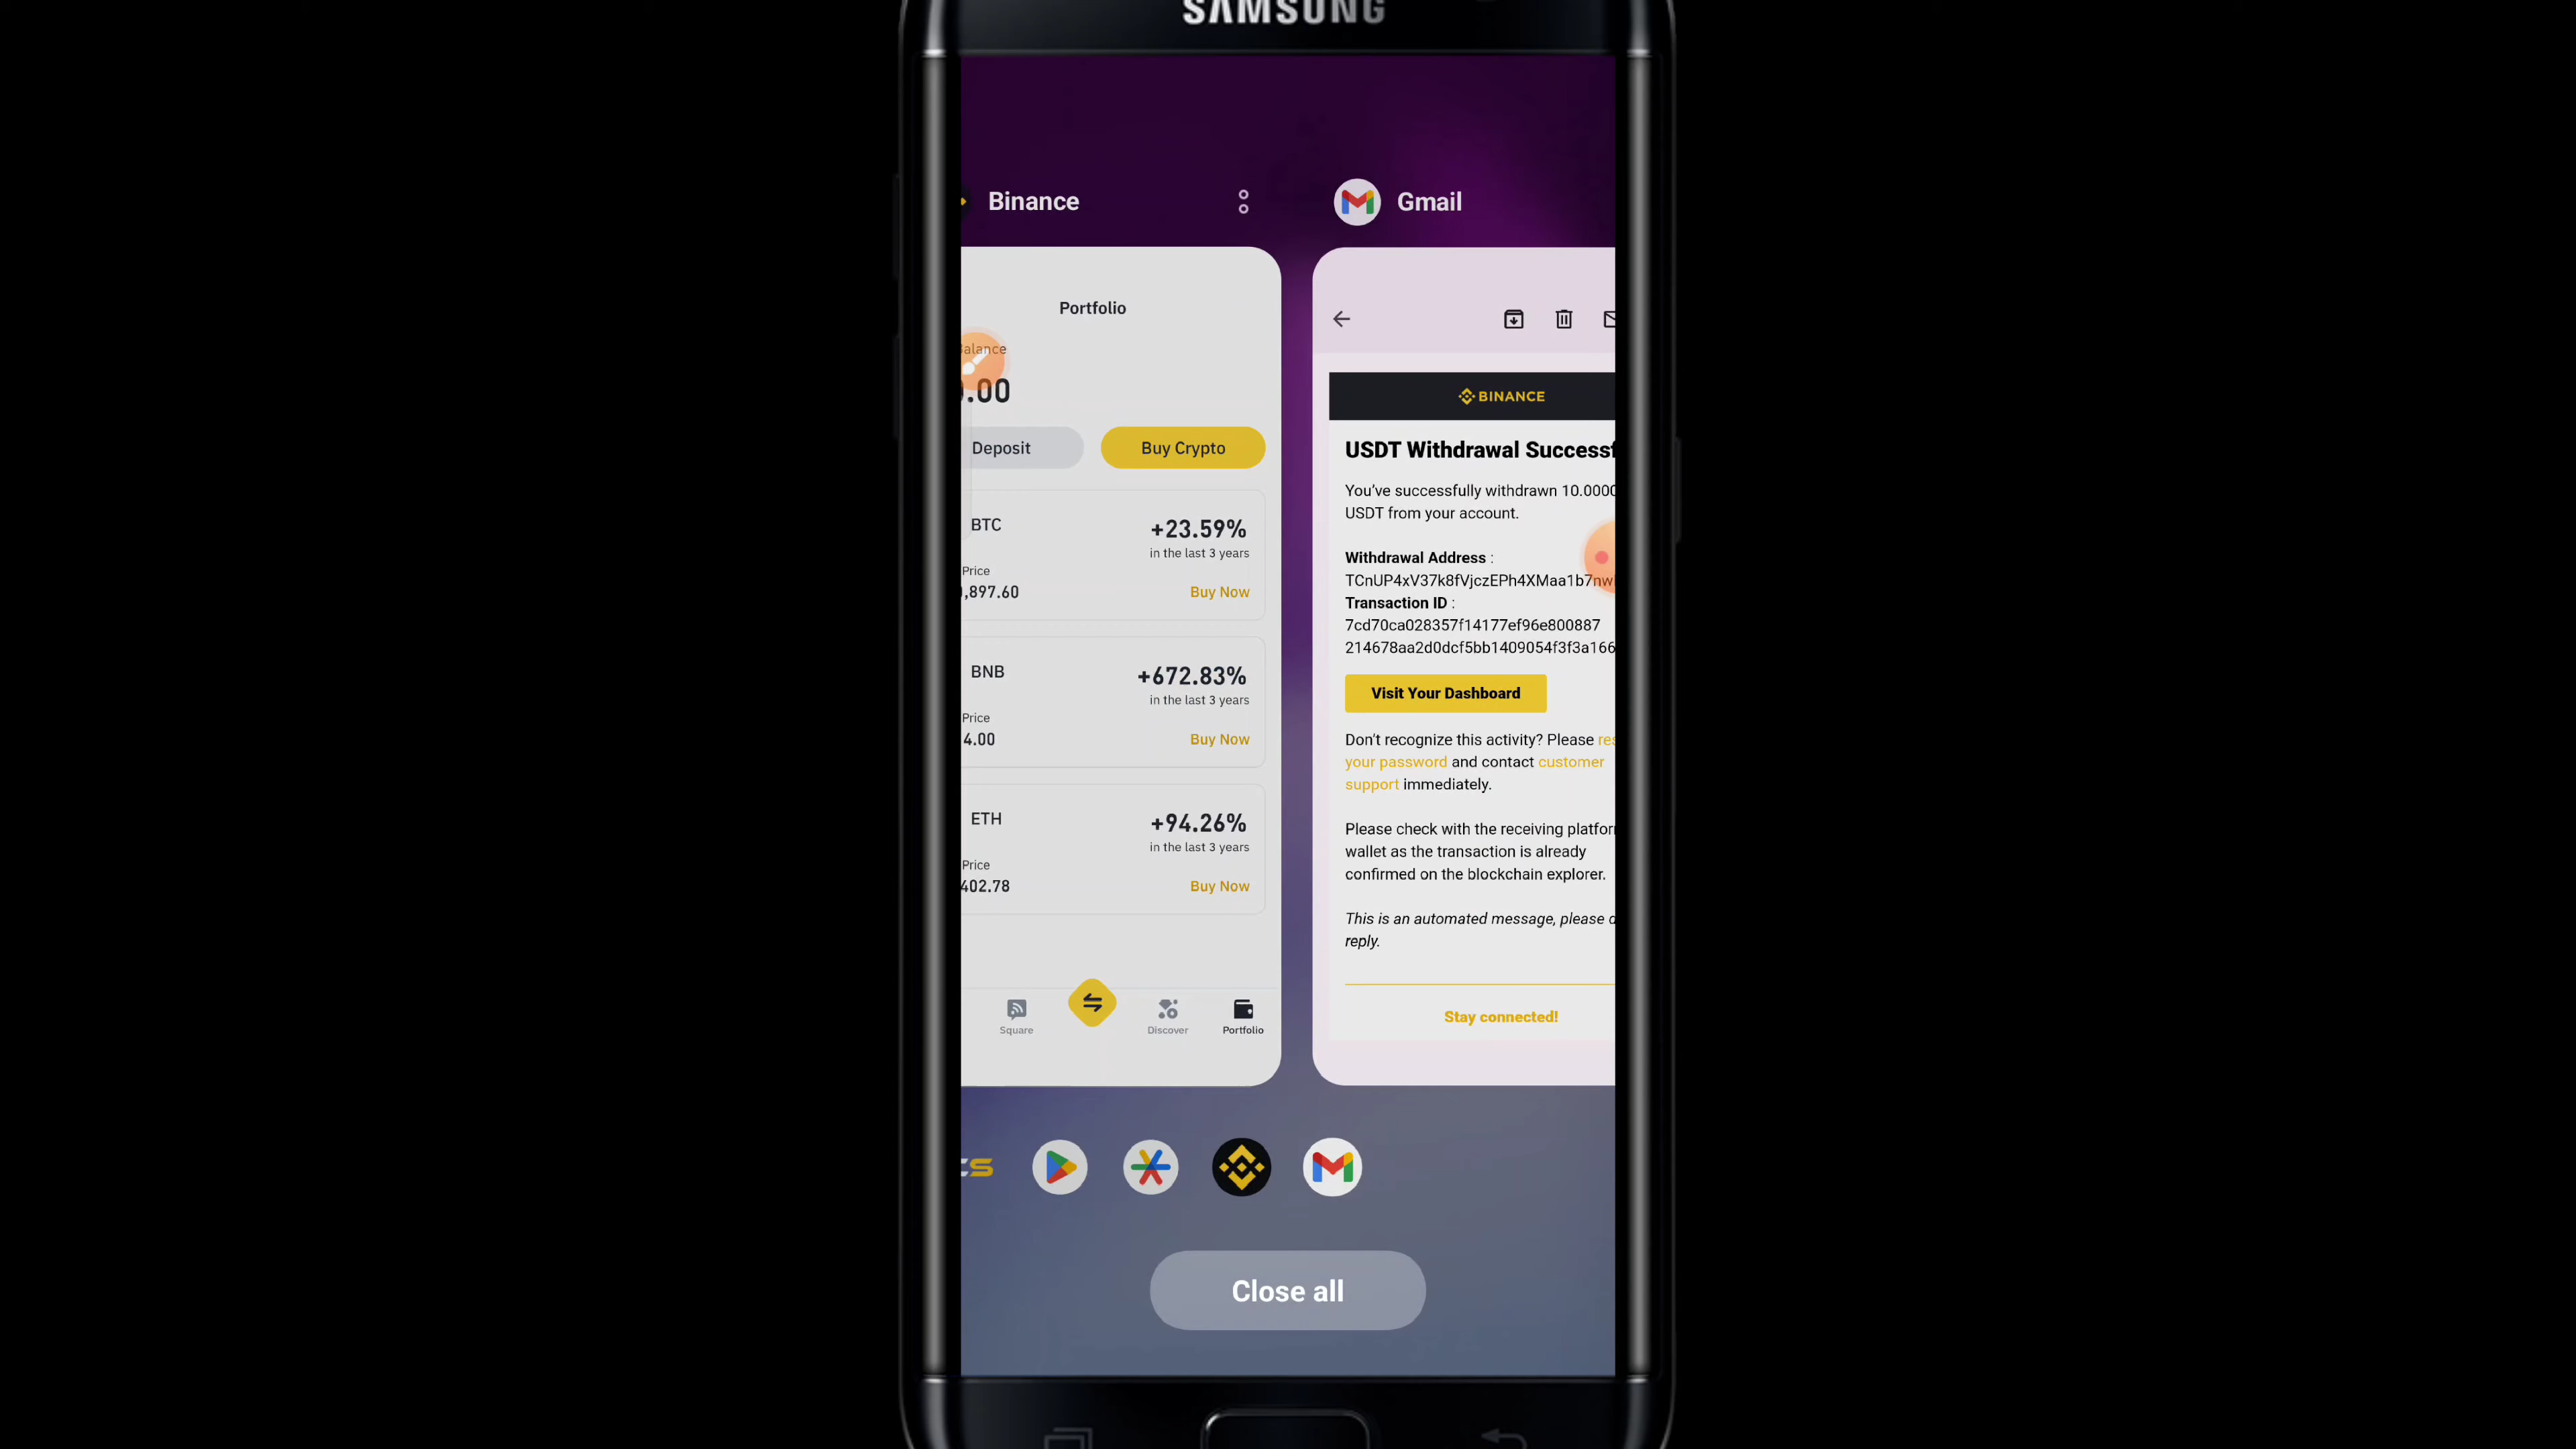 SAMSUNG
Binance
Gmail
Portfolio
Balance
.00
Deposit
Buy Crypto
BTC
+23.59%
in the last 3 years
Price
,897.60
Buy Now
BNB
+672.83%
in the last 3 years
Price
4.00
Buy Now
ETH
+94.26%
in the last 3 years
Price
402.78
Buy Now
Square
Discover
Portfolio
BINANCE
USDT Withdrawal Successf
You've successfully withdrawn 10.0000
USDT from your account.
Withdrawal Address :
TCnUP4xV37k8fVjczEPh4XMaa1b7nw
Transaction ID :
7cd70ca028357f14177ef96e800887
214678aa2d0dcf5bb1409054f3f3a166
Visit Your Dashboard
Don't recognize this activity? Please res
your password and contact customer
support immediately.
Please check with the receiving platfor
wallet as the transaction is already
confirmed on the blockchain explorer.
This is an automated message, please d
reply.
Stay connected!
CS
Close all